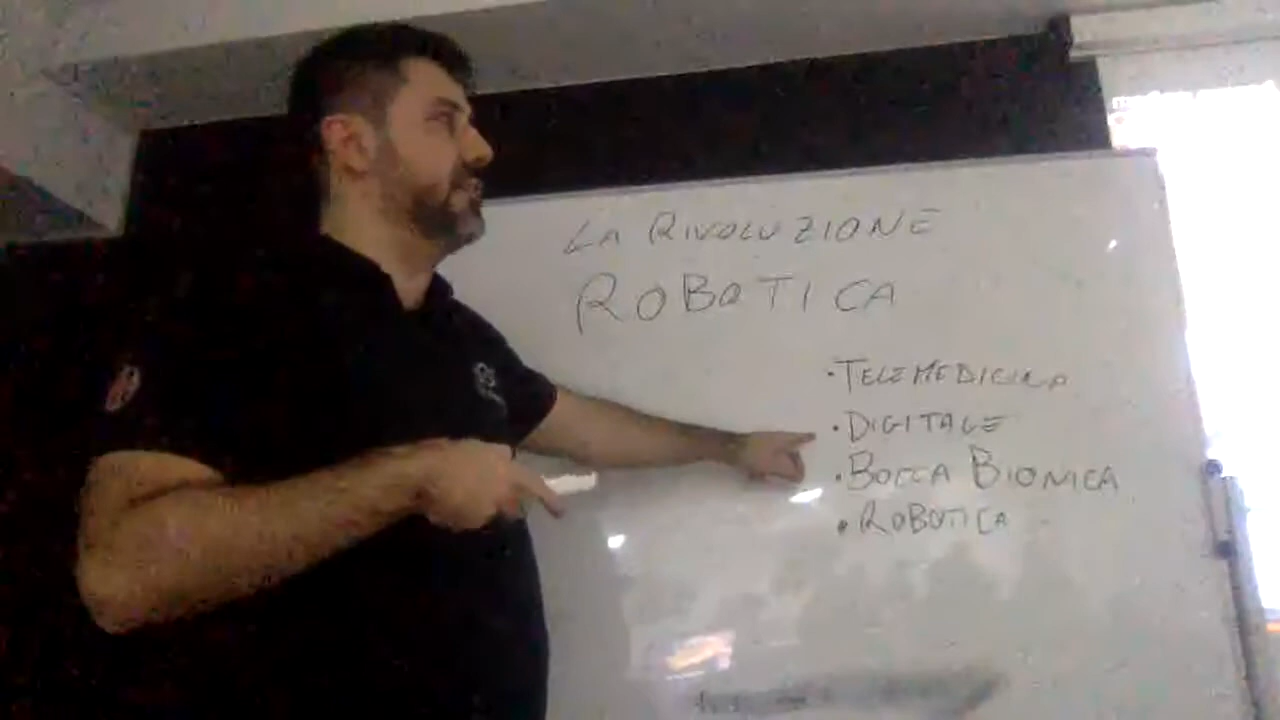 LA RIVOLUZIONE
ROBOTICA
• TELEMEDICINA
• DIGITALE
• BOCCA BIONICA
• ROBOTICA